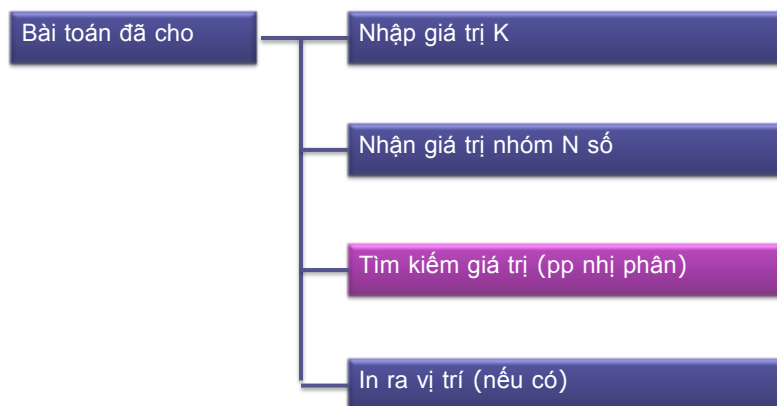 Bài toán đã cho
Nhập giá trị K
Nhận giá trị nhóm N số
Tìm kiếm giá trị (pp nhị phân)
In ra vị trí (nếu có)